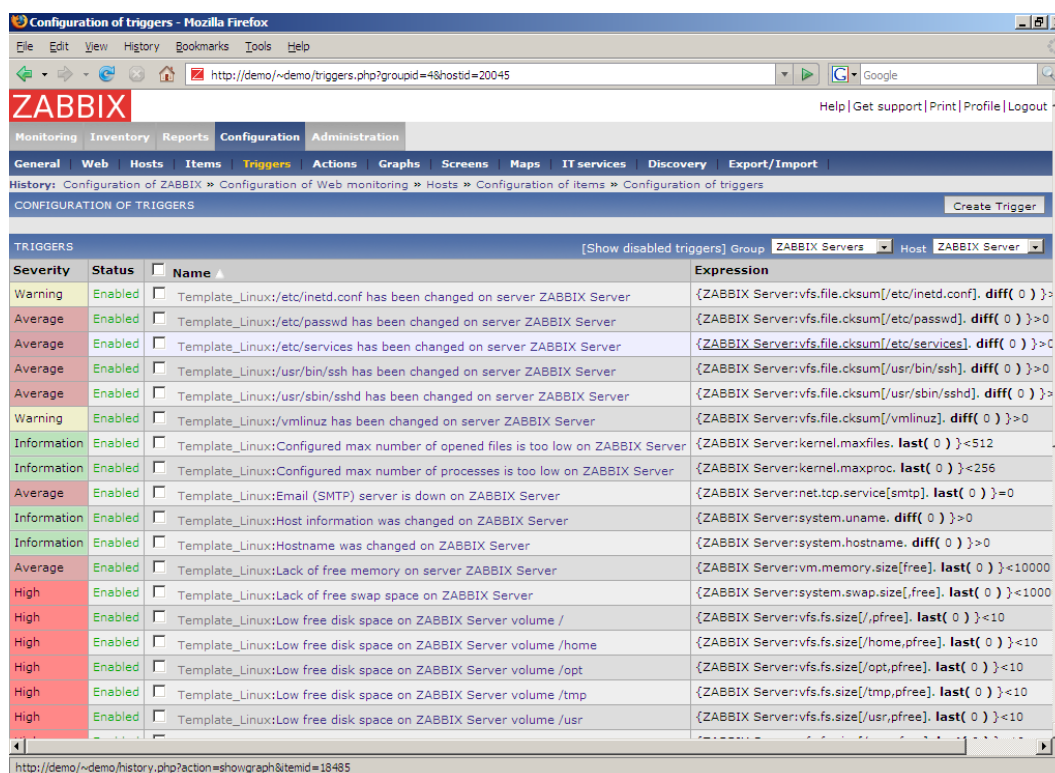 Configuration of triggers - Mozilla Firefox
File Edit View History Bookmarks Tools Help
http://demo/~demo/triggers.php?groupid=4&hostid=20045 G Google
ZABBIX Help|Get support|Print|Profile|Logout
Monitoring Inventory Reports Configuration Administration
General Web Hosts Items Triggers Actions Graphs Screens Maps IT services Discovery Export/Import
History: Configuration of ZABBIX » Configuration of Web monitoring » Hosts » Configuration of items » Configuration of triggers
CONFIGURATION OF TRIGGERS Create Trigger
TRIGGERS [Show disabled triggers] Group ZABBIX Servers Host ZABBIX Server
Severity Status Name Expression
Warning Enabled Template_Linux:/etc/inetd.conf has been changed on server ZABBIX Server {ZABBIX Server:vfs.file.cksum[/etc/inetd.conf]. diff( 0 ) }>
Average Enabled Template_Linux:/etc/passwd has been changed on server ZABBIX Server {ZABBIX Server:vfs.file.cksum[/etc/passwd]. diff( 0 ) }>0
Average Enabled Template_Linux:/etc/services has been changed on server ZABBIX Server {ZABBIX Server:vfs.file.cksum[/etc/services]. diff( 0 ) }>0
Average Enabled Template_Linux:/usr/bin/ssh has been changed on server ZABBIX Server {ZABBIX Server:vfs.file.cksum[/usr/bin/ssh]. diff( 0 ) }>0
Average Enabled Template_Linux:/usr/sbin/sshd has been changed on server ZABBIX Server {ZABBIX Server:vfs.file.cksum[/usr/sbin/sshd]. diff( 0 ) }>
Warning Enabled Template_Linux:/vmlinuz has been changed on server ZABBIX Server {ZABBIX Server:vfs.file.cksum[/vmlinuz]. diff( 0 ) }>0
Information Enabled Template_Linux:Configured max number of opened files is too low on ZABBIX Server {ZABBIX Server:kernel.maxfiles. last( 0 ) }<512
Information Enabled Template_Linux:Configured max number of processes is too low on ZABBIX Server {ZABBIX Server:kernel.maxproc. last( 0 ) }<256
Average Enabled Template_Linux:Email (SMTP) server is down on ZABBIX Server {ZABBIX Server:net.tcp.service[smtp]. last( 0 ) }=0
Information Enabled Template_Linux:Host information was changed on ZABBIX Server {ZABBIX Server:system.uname. diff( 0 ) }>0
Information Enabled Template_Linux:Hostname was changed on ZABBIX Server {ZABBIX Server:system.hostname. diff( 0 ) }>0
Average Enabled Template_Linux:Lack of free memory on server ZABBIX Server {ZABBIX Server:vm.memory.size[free]. last( 0 ) }<10000
High Enabled Template_Linux:Lack of free swap space on ZABBIX Server {ZABBIX Server:system.swap.size[,free]. last( 0 ) }<1000
High Enabled Template_Linux:Low free disk space on ZABBIX Server volume / {ZABBIX Server:vfs.fs.size[/,pfree]. last( 0 ) }<10
High Enabled Template_Linux:Low free disk space on ZABBIX Server volume /home {ZABBIX Server:vfs.fs.size[/home,pfree]. last( 0 ) }<10
High Enabled Template_Linux:Low free disk space on ZABBIX Server volume /opt {ZABBIX Server:vfs.fs.size[/opt,pfree]. last( 0 ) }<10
High Enabled Template_Linux:Low free disk space on ZABBIX Server volume /tmp {ZABBIX Server:vfs.fs.size[/tmp,pfree]. last( 0 ) }<10
High Enabled Template_Linux:Low free disk space on ZABBIX Server volume /usr {ZABBIX Server:vfs.fs.size[/usr,pfree]. last( 0 ) }<10
http://demo/~demo/history.php?action=showgraph&itemid=18485